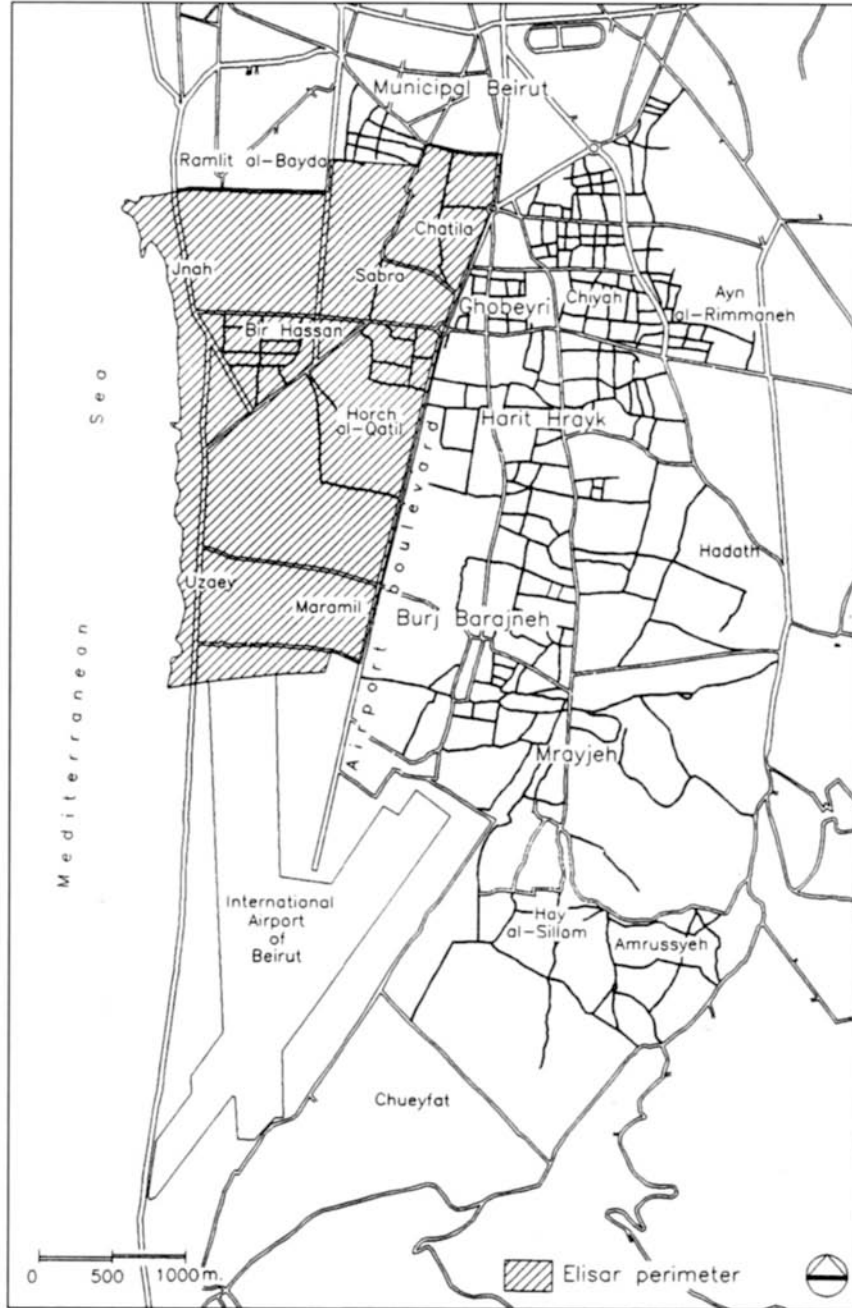 Municipal Beirut
Ramlit al-Bayda
Chatila
Jnah
Sabra
Ghobeyri
Chiyah
Ayn
al-Rimmaneh
Bir Hassan
Horch
al-Qatil
Harit Hrayk
Sea
Mediterranean
Airport boulevard
Hadath
Uzaey
Maramil
Burj Barajneh
Mrayjeh
International
Airport
of
Beirut
Hay
al-Sillom
Amrussyeh
Chueyfat
0 500 1000 m.
Elisar perimeter